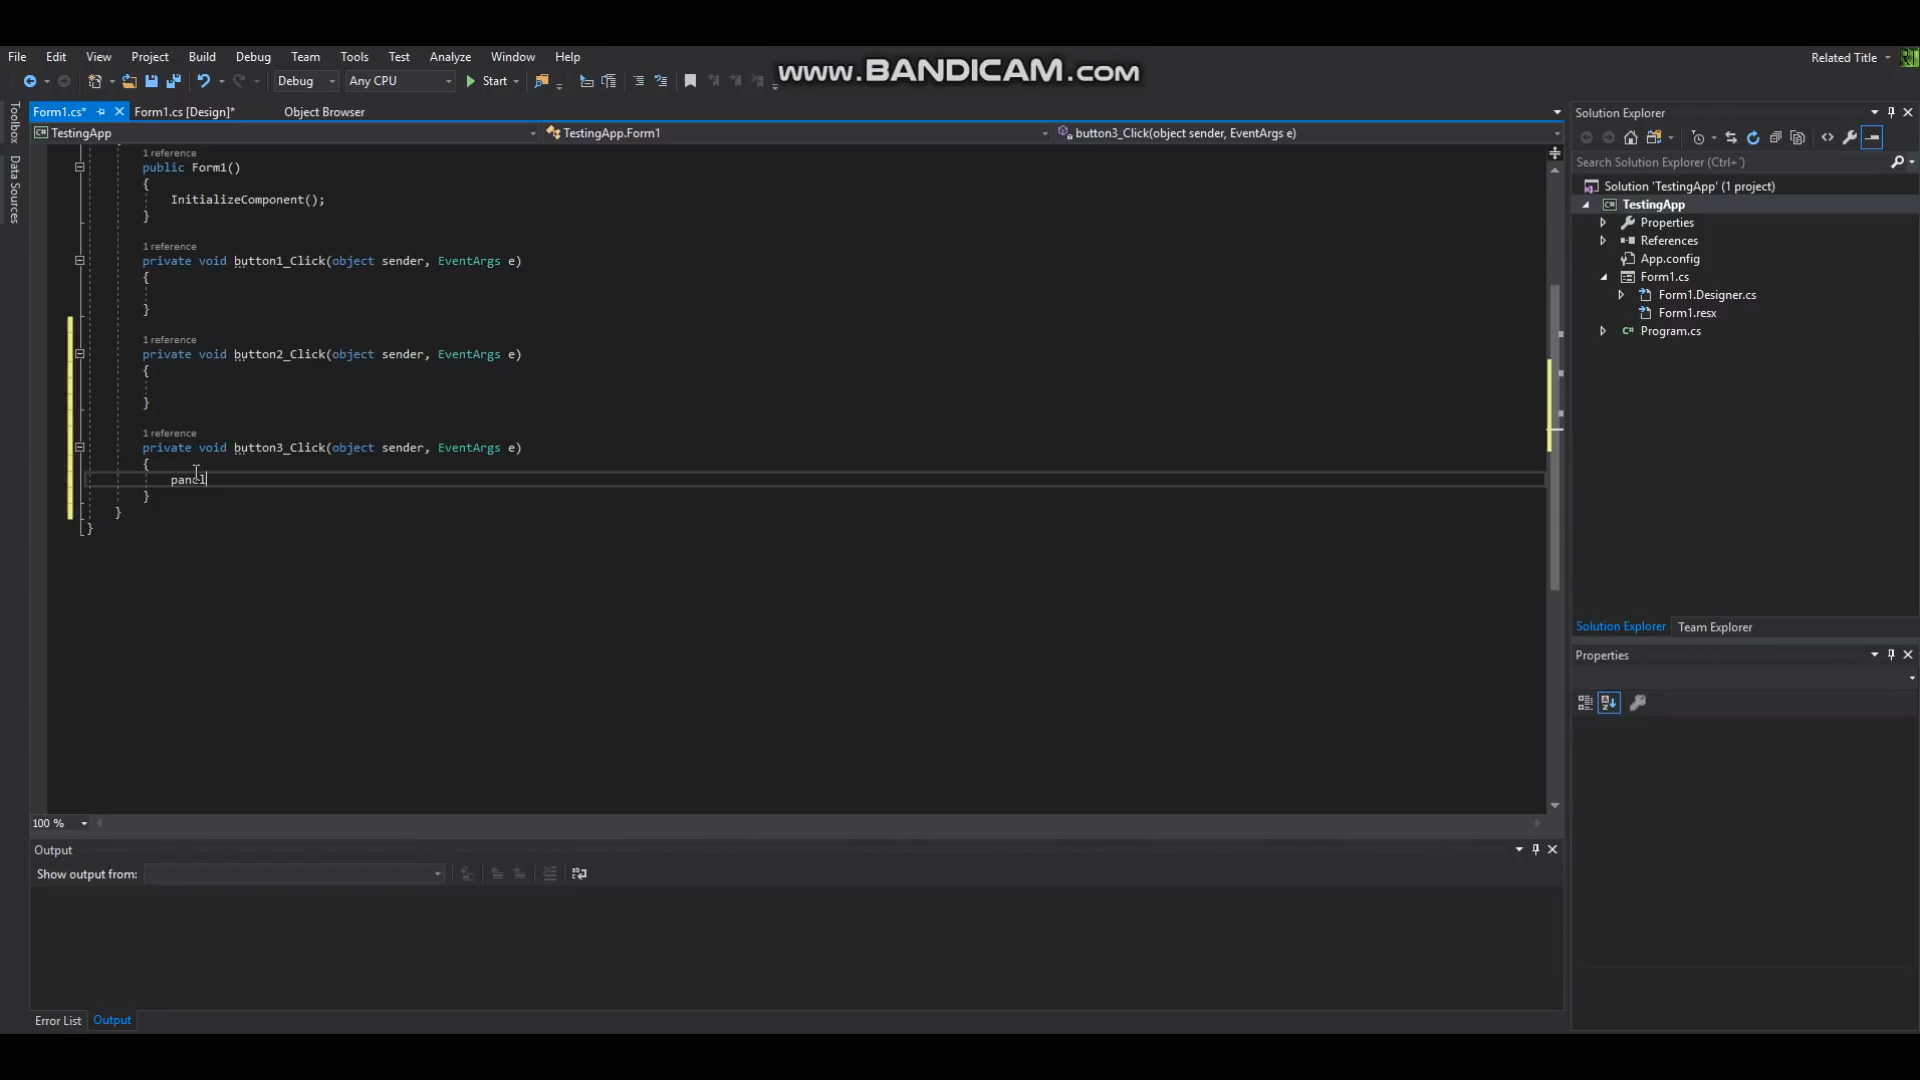 File Edit View Project Build Debug Team Tools Test Analyze Window Help
www.BANDICAM.com
Related Title
Debug Any CPU Start
Form1.cs* Form1.cs [Design]* Object Browser
TestingApp TestingApp.Form1 button3_Click(object sender, EventArgs e)
Toolbox
Data Sources
1 reference
public Form1()
{
InitializeComponent();
}
1 reference
private void button1_Click(object sender, EventArgs e)
{
}
1 reference
private void button2_Click(object sender, EventArgs e)
{
}
1 reference
private void button3_Click(object sender, EventArgs e)
{
panel
}
}
}
100 %
Output
Show output from:
Error List Output
Solution Explorer
Search Solution Explorer (Ctrl+¨)
Solution 'TestingApp' (1 project)
TestingApp
Properties
References
App.config
Form1.cs
Form1.Designer.cs
Form1.resx
Program.cs
Solution Explorer Team Explorer
Properties